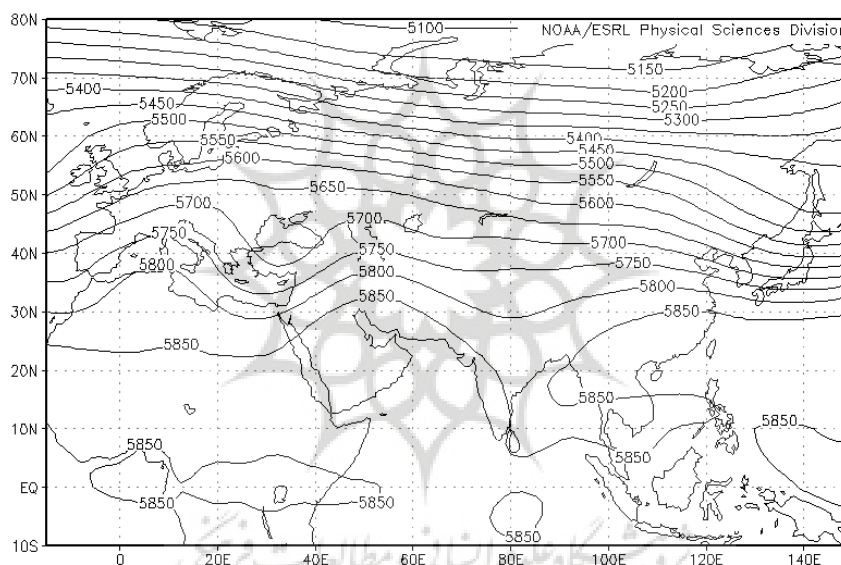 NOAA/ESRL Physical Sciences Division
80N
70N
60N
50N
40N
30N
20N
10N
EQ
10S
5100
5150
5200
5250
5300
5400
5450
5500
5550
5600
5650
5700
5750
5800
5850
5400
5450
5500
5550
5600
5700
5750
5800
5850
5700
5750
5800
5850
5850
5850
5850
5850
5850
5850
5850
0
20E
40E
60E
80E
100E
120E
140E